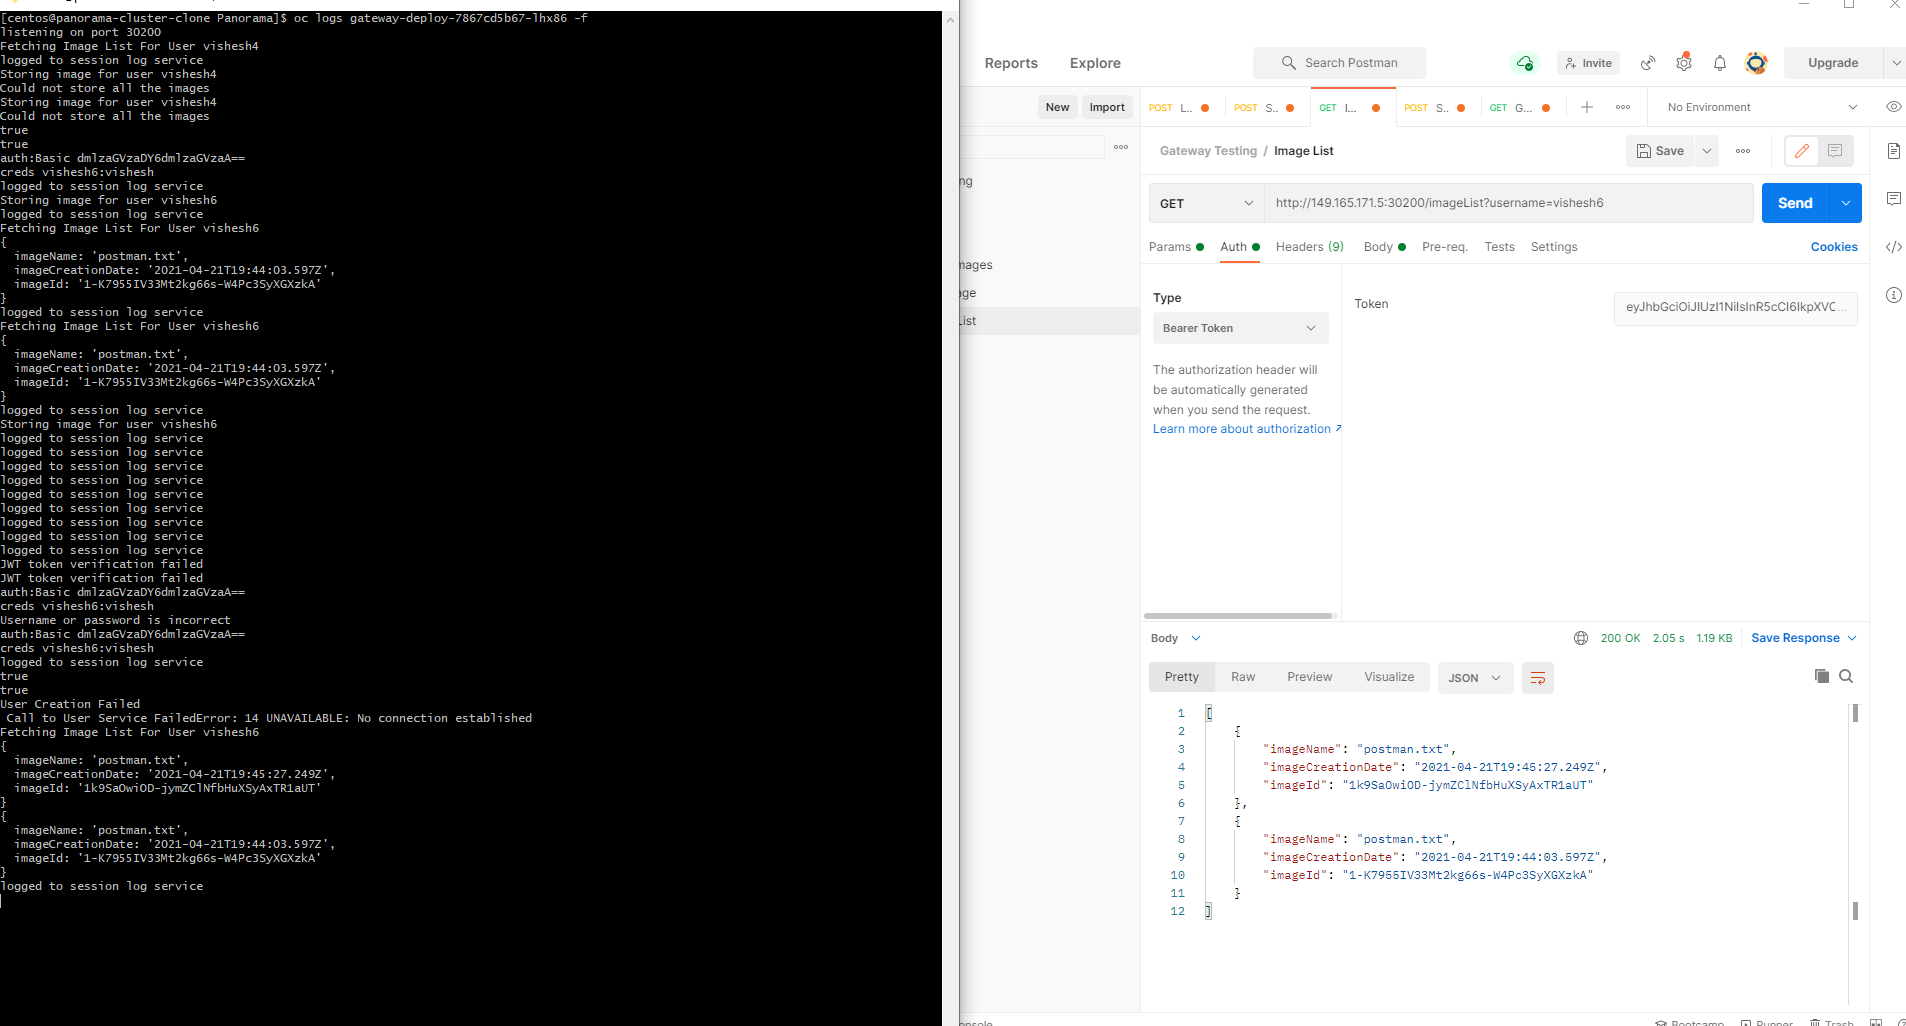 [centos@panorama-cluster-clone Panorama]$ oc logs gateway-deploy-7867cd5b67-lhx86 -f
listening on port 30200
Fetching Image List For User vishesh4
logged to session log service
Storing image for user vishesh4
Could not store all the images
Storing image for user vishesh4
Could not store all the images
true
true
auth:Basic dmlzaGVzaDY6dmlzaGVzaA==
creds vishesh6:vishesh
logged to session log service
Storing image for user vishesh6
logged to session log service
Fetching Image List For User vishesh6
{
  imageName: 'postman.txt',
  imageCreationDate: '2021-04-21T19:44:03.597Z',
  imageId: '1-K7955IV33Mt2kg66s-W4Pc3SyXGXzkA'
}
logged to session log service
Fetching Image List For User vishesh6
{
  imageName: 'postman.txt',
  imageCreationDate: '2021-04-21T19:44:03.597Z',
  imageId: '1-K7955IV33Mt2kg66s-W4Pc3SyXGXzkA'
}
logged to session log service
Storing image for user vishesh6
logged to session log service
logged to session log service
logged to session log service
logged to session log service
logged to session log service
logged to session log service
logged to session log service
logged to session log service
logged to session log service
JWT token verification failed
JWT token verification failed
auth:Basic dmlzaGVzaDY6dmlzaGVzaA==
creds vishesh6:vishesh
Username or password is incorrect
auth:Basic dmlzaGVzaDY6dmlzaGVzaA==
creds vishesh6:vishesh
logged to session log service
true
true
User Creation Failed
 Call to User Service FailedError: 14 UNAVAILABLE: No connection established
Fetching Image List For User vishesh6
{
  imageName: 'postman.txt',
  imageCreationDate: '2021-04-21T19:45:27.249Z',
  imageId: '1k9SaOwiOD-jymZClNfbHuXSyAxTR1aUT'
}
{
  imageName: 'postman.txt',
  imageCreationDate: '2021-04-21T19:44:03.597Z',
  imageId: '1-K7955IV33Mt2kg66s-W4Pc3SyXGXzkA'
}
logged to session log service
Reports Explore Search Postman Invite Upgrade
New Import POST L.. POST S.. GET I... POST S.. GET G... No Environment
Gateway Testing / Image List Save
ng
mages
age
List
GET http://149.165.171.5:30200/imageList?username=vishesh6 Send
Params Auth Headers (9) Body Pre-req. Tests Settings Cookies
Type
Bearer Token
Token eyJhbGciOiJIUzI1NiIsInR5cCI6IkpXVC...
The authorization header will
be automatically generated
when you send the request.
Learn more about authorization
Body 200 OK 2.05 s 1.19 KB Save Response
Pretty Raw Preview Visualize JSON
1 [
2 {
3 "imageName": "postman.txt",
4 "imageCreationDate": "2021-04-21T19:45:27.249Z",
5 "imageId": "1k9SaOwiOD-jymZClNfbHuXSyAxTR1aUT"
6 },
7 {
8 "imageName": "postman.txt",
9 "imageCreationDate": "2021-04-21T19:44:03.597Z",
10 "imageId": "1-K7955IV33Mt2kg66s-W4Pc3SyXGXzkA"
11 }
12 ]
onsole Bootcamp Runner Trash